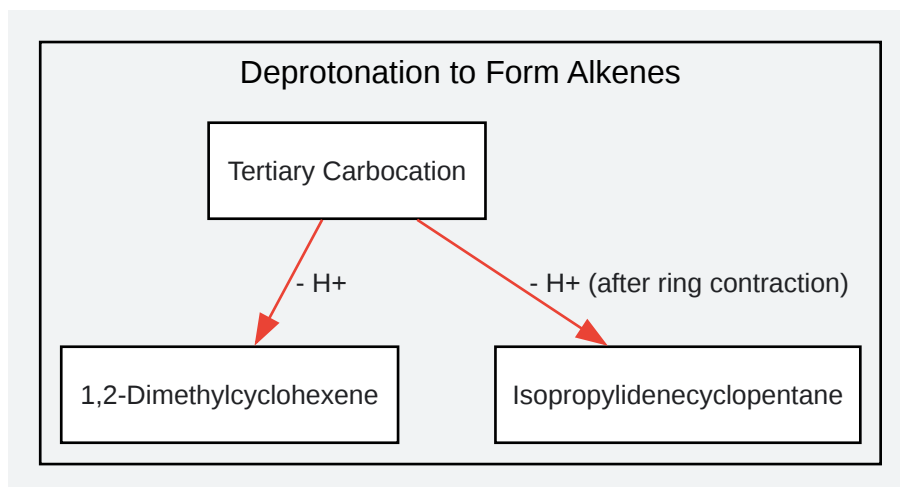 Deprotonation to Form Alkenes
Tertiary Carbocation
- H+
- H+ (after ring contraction)
1,2-Dimethylcyclohexene
Isopropylidenecyclopentane